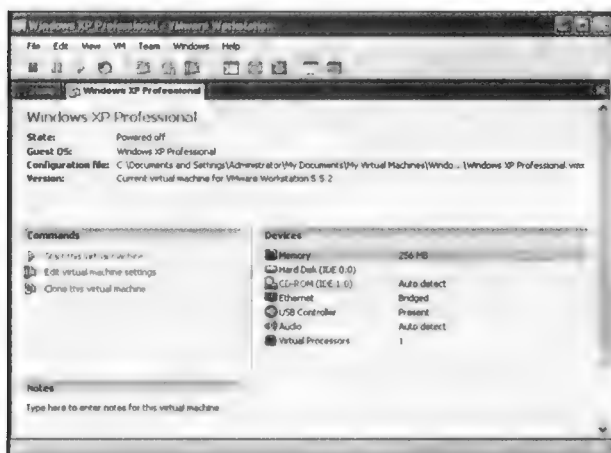 Windows XP Professional - VMware Workstation
File Edit View VM Team Windows Help
Windows XP Professional
Windows XP Professional
State: Powered off
Guest OS: Windows XP Professional
Configuration file: C:\Documents and Settings\Administrator\My Documents\My Virtual Machines\Windo...\Windows XP Professional.vmx
Version: Current virtual machine for VMware Workstation 5.5.2
Commands
Start this virtual machine
Edit virtual machine settings
Clone this virtual machine
Devices
Memory 256 MB
Hard Disk (IDE 0:0)
CD-ROM (IDE 1:0) Auto detect
Ethernet Bridged
USB Controller Present
Audio Auto detect
Virtual Processors 1
Notes
Type here to enter notes for this virtual machine